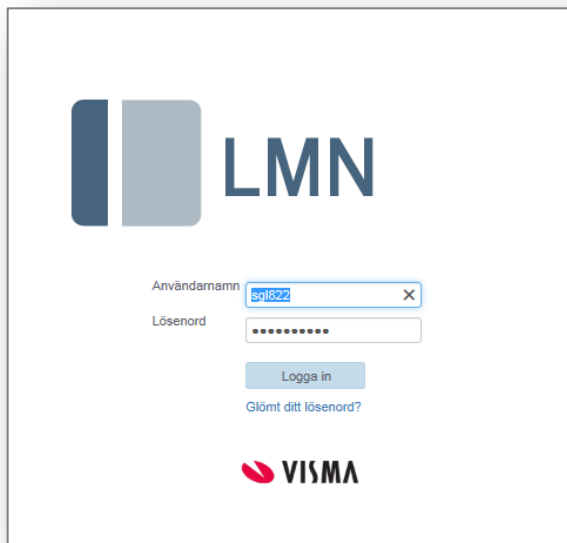 LMN
Användarnamn sgl822
Lösenord ••••••••••
Logga in
Glömt ditt lösenord?
VISMA